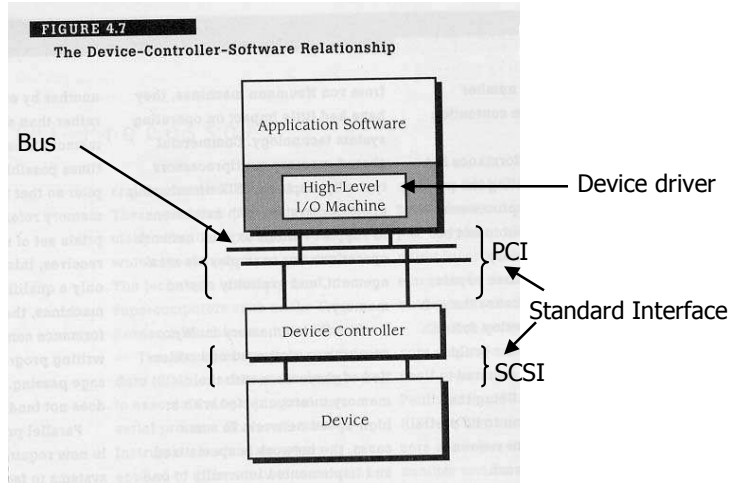 FIGURE 4.7
The Device-Controller-Software Relationship
Application Software
Bus
High-Level
I/O Machine
Device driver
PCI
Standard Interface
Device Controller
SCSI
Device